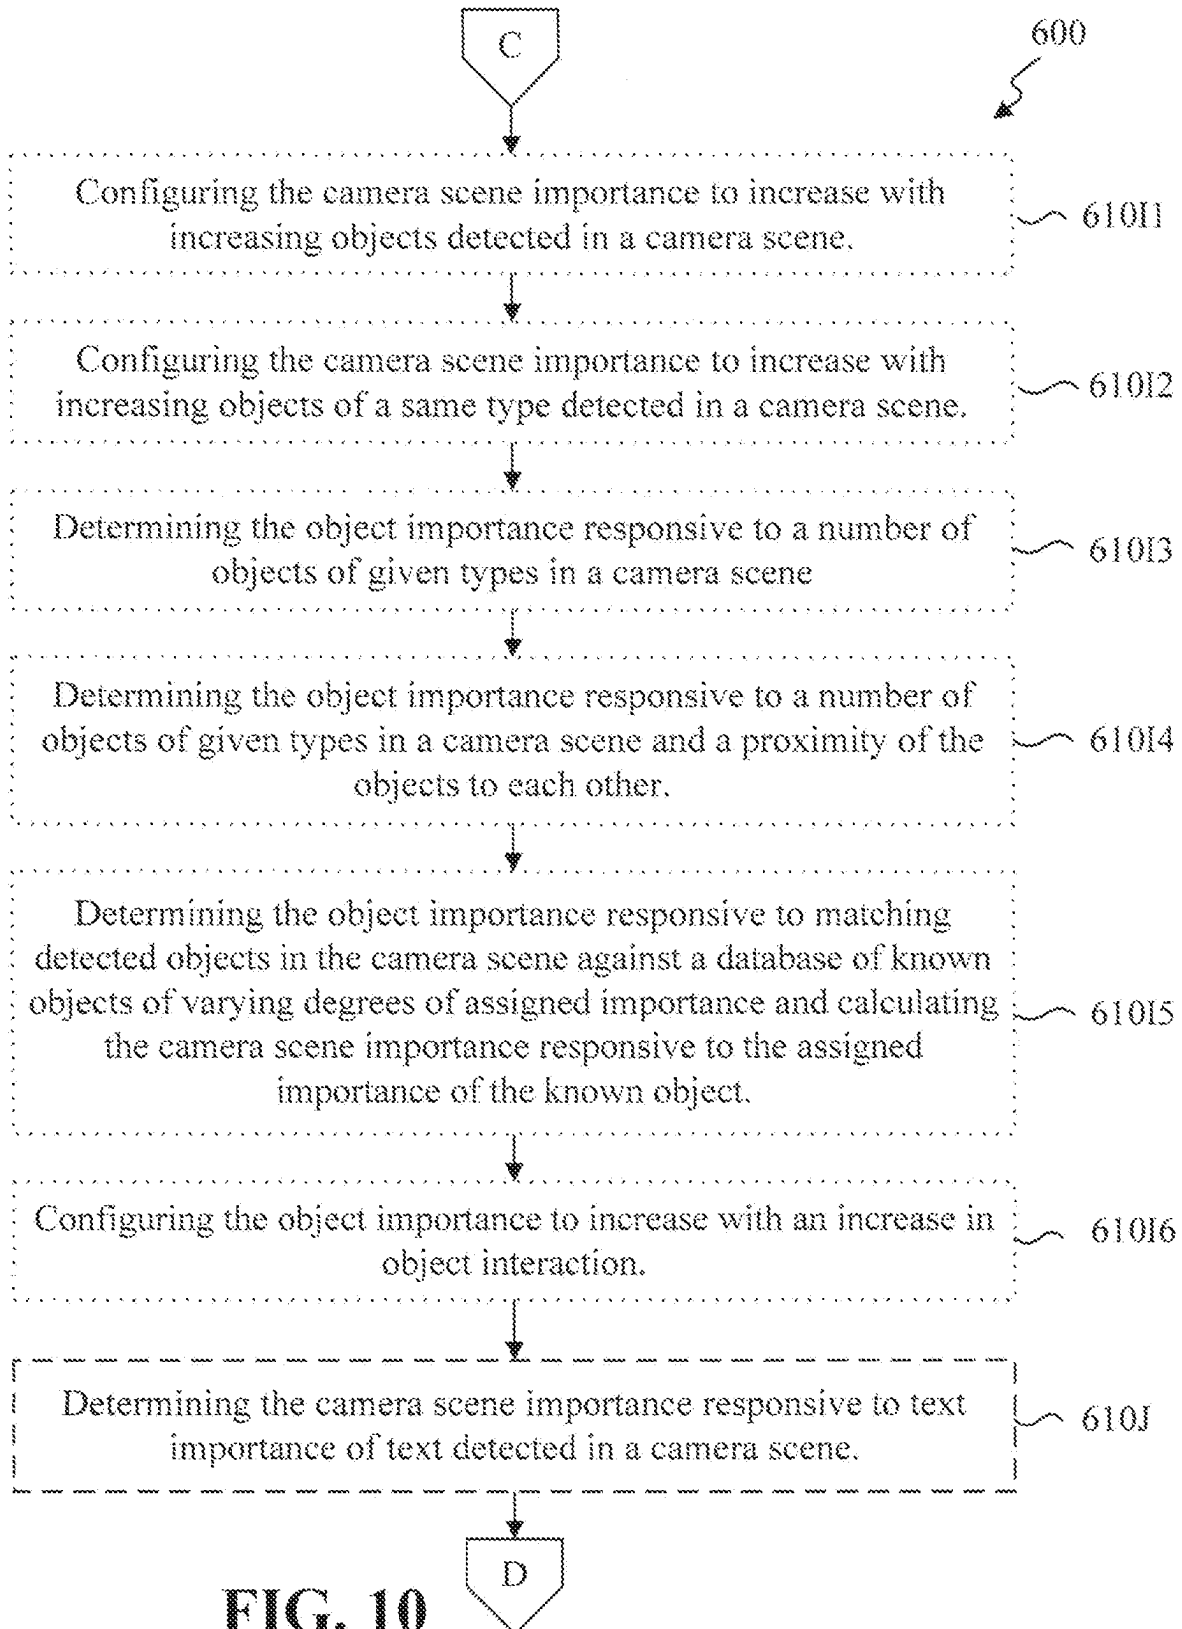 C
600
Configuring the camera scene importance to increase with
increasing objects detected in a camera scene.
610I1
Configuring the camera scene importance to increase with
increasing objects of a same type detected in a camera scene.
610I2
Determining the object importance responsive to a number of
objects of given types in a camera scene
610I3
Determining the object importance responsive to a number of
objects of given types in a camera scene and a proximity of the
objects to each other.
610I4
Determining the object importance responsive to matching
detected objects in the camera scene against a database of known
objects of varying degrees of assigned importance and calculating
the camera scene importance responsive to the assigned
importance of the known object.
610I5
Configuring the object importance to increase with an increase in
object interaction.
610I6
Determining the camera scene importance responsive to text
importance of text detected in a camera scene.
610J
D
FIG. 10